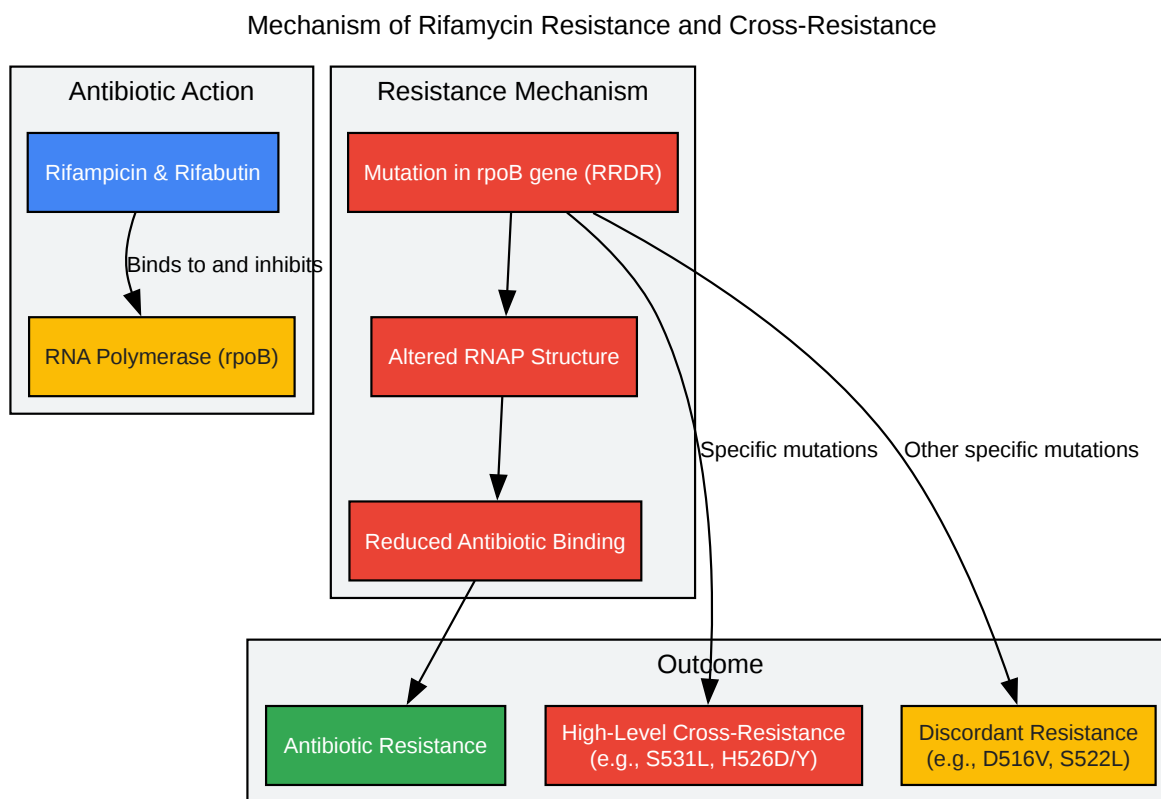 Mechanism of Rifamycin Resistance and Cross-Resistance
Antibiotic Action
Rifampicin & Rifabutin
Binds to and inhibits
RNA Polymerase (rpoB)
Resistance Mechanism
Mutation in rpoB gene (RRDR)
Altered RNAP Structure
Reduced Antibiotic Binding
Specific mutations
Other specific mutations
Outcome
Antibiotic Resistance
High-Level Cross-Resistance
(e.g., S531L, H526D/Y)
Discordant Resistance
(e.g., D516V, S522L)